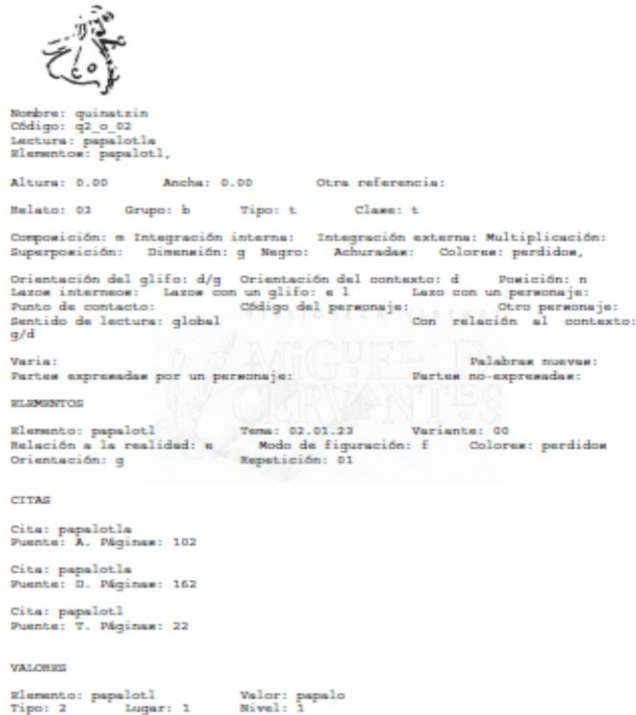 Nombre: quinatzin
Código: q2_o_02
Lectura: papalotla
Elementos: papalotl,
Altura: 0.00 Ancha: 0.00 Otra referencia:
Relato: 03 Grupo: b Tipo: t Clase: t
Composición: m Integración interna: Integración externa: Multiplicación:
Superposición: Dimensión: g Negro: Achuradas: Colores: perdidos,
Orientación del glifo: d/g Orientación del contexto: d Posición: n
Lazos internos: Lazos con un glifo: e l Lazo con un personaje:
Punto de contacto: Código del personaje: Otro personaje:
Sentido de lectura: global Con relación al contexto:
g/d
Varia: Palabras nuevas:
Partes expresadas por un personaje: Partes no-expresadas:
MIGUEL D
CERVANTES
ELEMENTOS
Elemento: papalotl Tema: 02.01.23 Variante: 00
Relación a la realidad: e Modo de figuración: f Colores: perdidos
Orientación: g Repetición: 01
CITAS
Cita: papalotla
Fuente: A. Páginas: 102
Cita: papalotla
Fuente: D. Páginas: 162
Cita: papalotl
Fuente: T. Páginas: 22
VALORES
Elemento: papalotl Valor: papalo
Tipo: 2 Lugar: 1 Nivel: 1